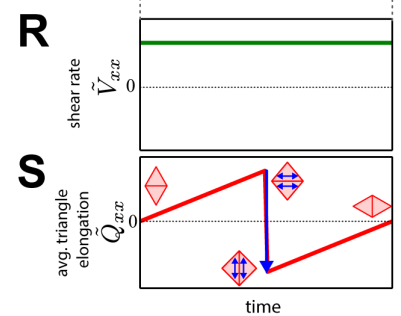 R
shear rate
Ṽxx
0
S
avg. triangle
elongation
Q̃xx
0
time